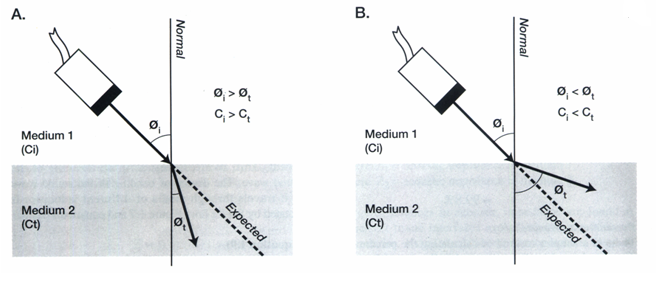 A.
Normal
Øi
Øi > Øt
Ci > Ct
Medium 1
(Ci)
Medium 2
(Ct)
Øt
Expected
B.
Normal
Øi
Øi < Øt
Ci < Ct
Medium 1
(Ci)
Medium 2
(Ct)
Øt
Expected